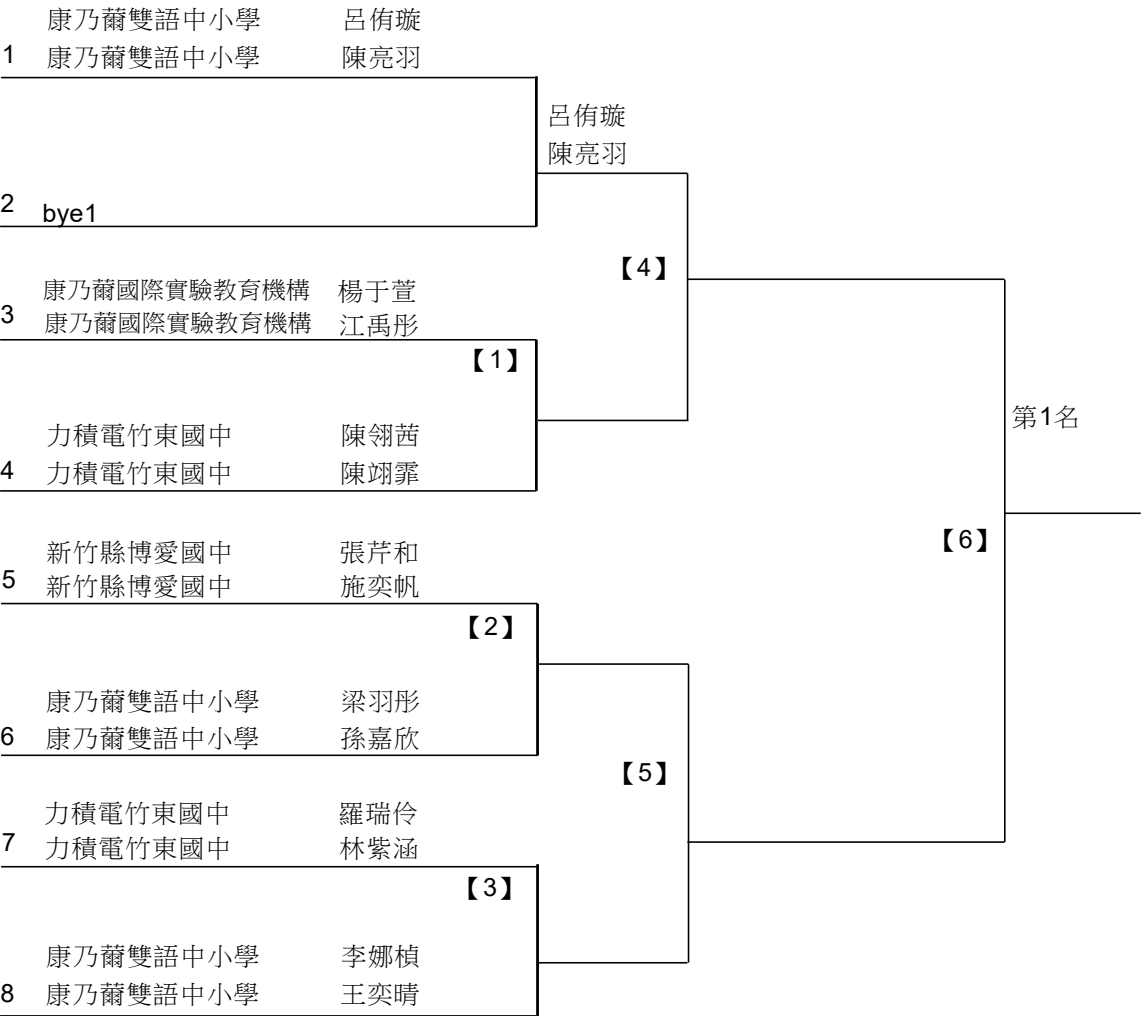 康乃薾雙語中小學 呂侑璇
1 康乃薾雙語中小學 陳亮羽
呂侑璇
陳亮羽
2 bye1
【4】
康乃薾國際實驗教育機構 楊于萱
3 康乃薾國際實驗教育機構 江禹彤
【1】
第1名
力積電竹東國中 陳翎茜
4 力積電竹東國中 陳翊霏
【6】
新竹縣博愛國中 張芹和
5 新竹縣博愛國中 施奕帆
【2】
康乃薾雙語中小學 梁羽彤
6 康乃薾雙語中小學 孫嘉欣
【5】
力積電竹東國中 羅瑞伶
7 力積電竹東國中 林紫涵
【3】
康乃薾雙語中小學 李娜楨
8 康乃薾雙語中小學 王奕晴